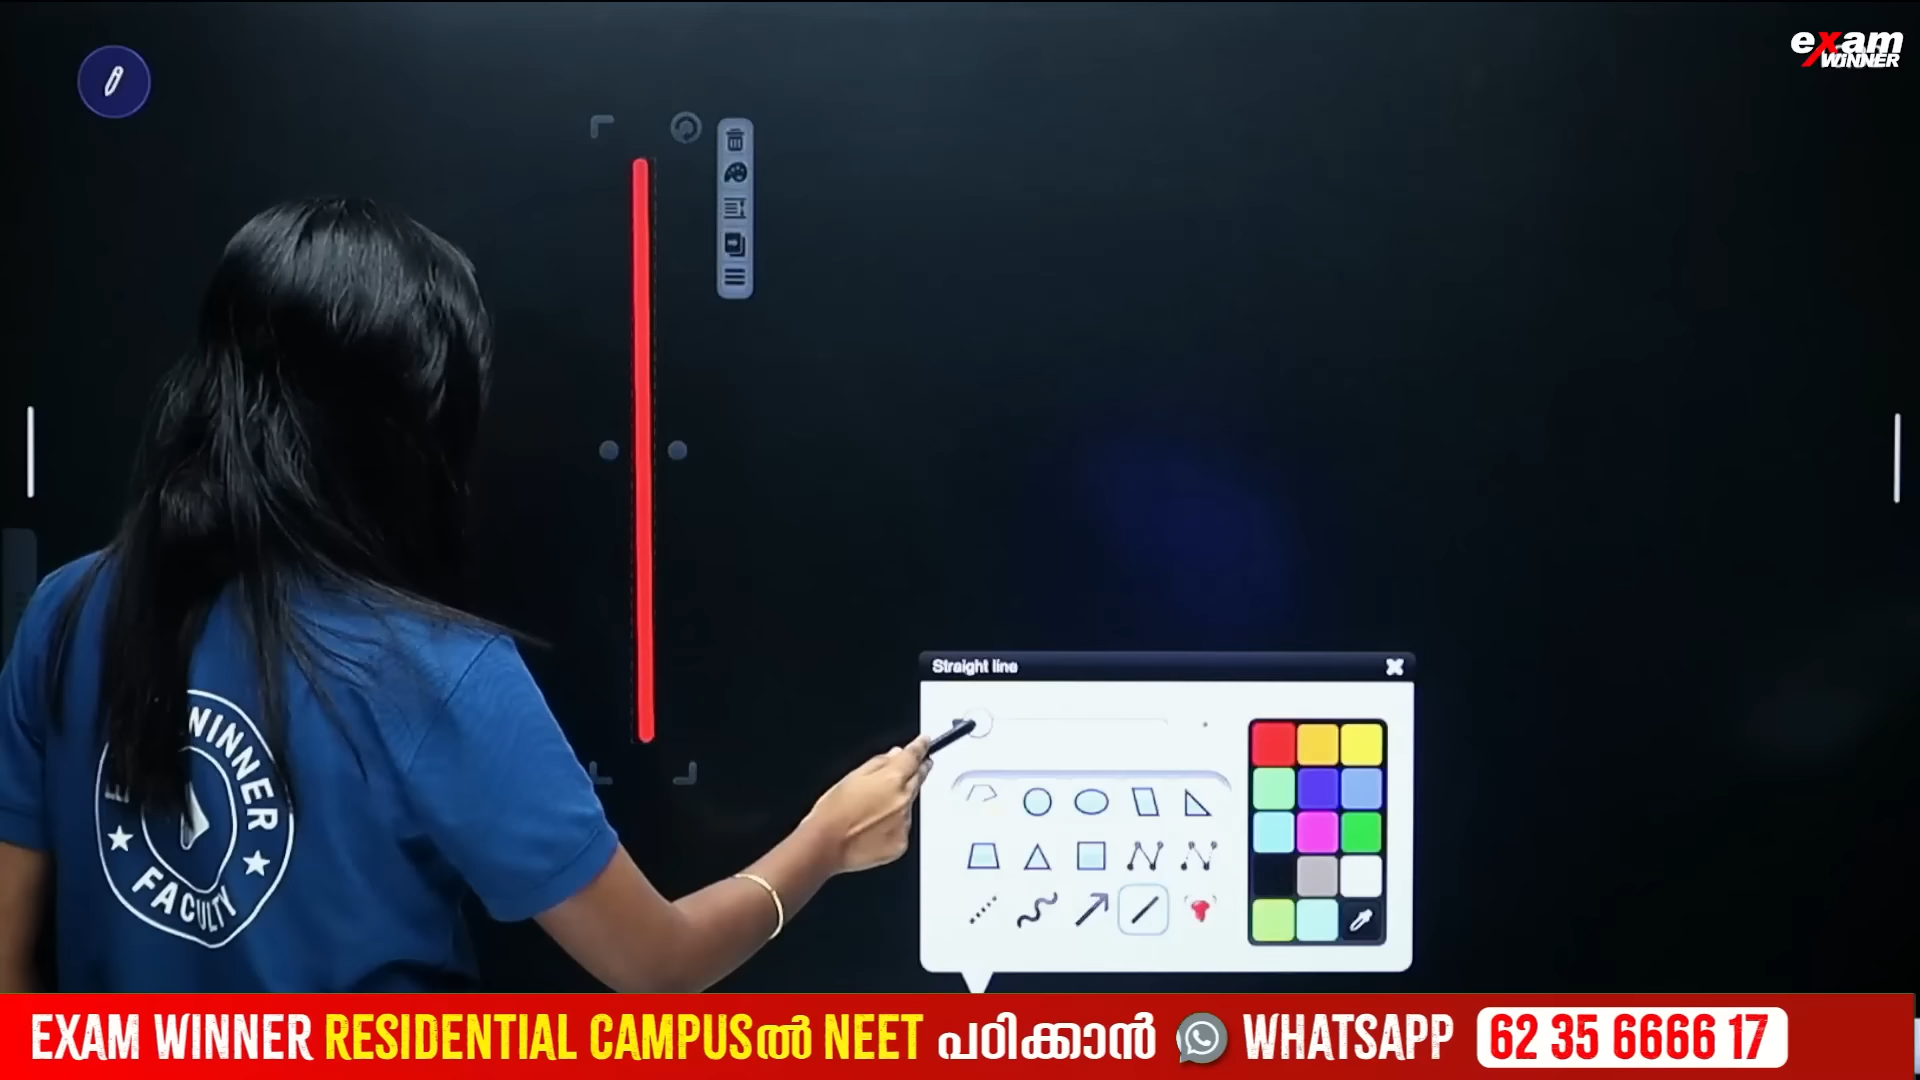 exam
WINNER
Straight line
WINNER
FACULTY
EXAM WINNER RESIDENTIAL CAMPUSൽ NEET പഠിക്കാൻ WHATSAPP 62 35 6666 17